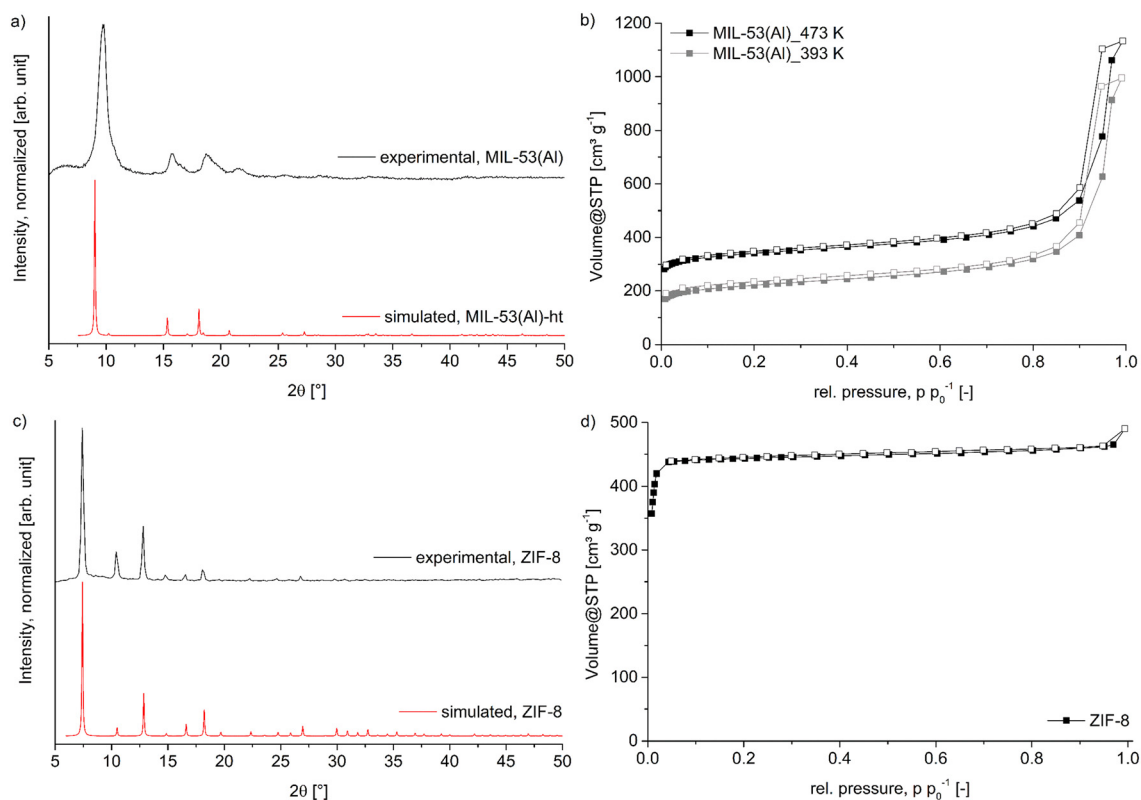 a)
Intensity, normalized [arb. unit]
experimental, MIL-53(Al)
simulated, MIL-53(Al)-ht
5 10 15 20 25 30 35 40 45 50
2θ [°]
b)
Volume@STP [cm³ g⁻¹]
1200
1000
800
600
400
200
0
MIL-53(Al)_473 K
MIL-53(Al)_393 K
0.0 0.2 0.4 0.6 0.8 1.0
rel. pressure, p p₀⁻¹ [-]
c)
Intensity, normalized [arb. unit]
experimental, ZIF-8
simulated, ZIF-8
5 10 15 20 25 30 35 40 45 50
2θ [°]
d)
Volume@STP [cm³ g⁻¹]
500
400
300
200
100
0
ZIF-8
0.0 0.2 0.4 0.6 0.8 1.0
rel. pressure, p p₀⁻¹ [-]